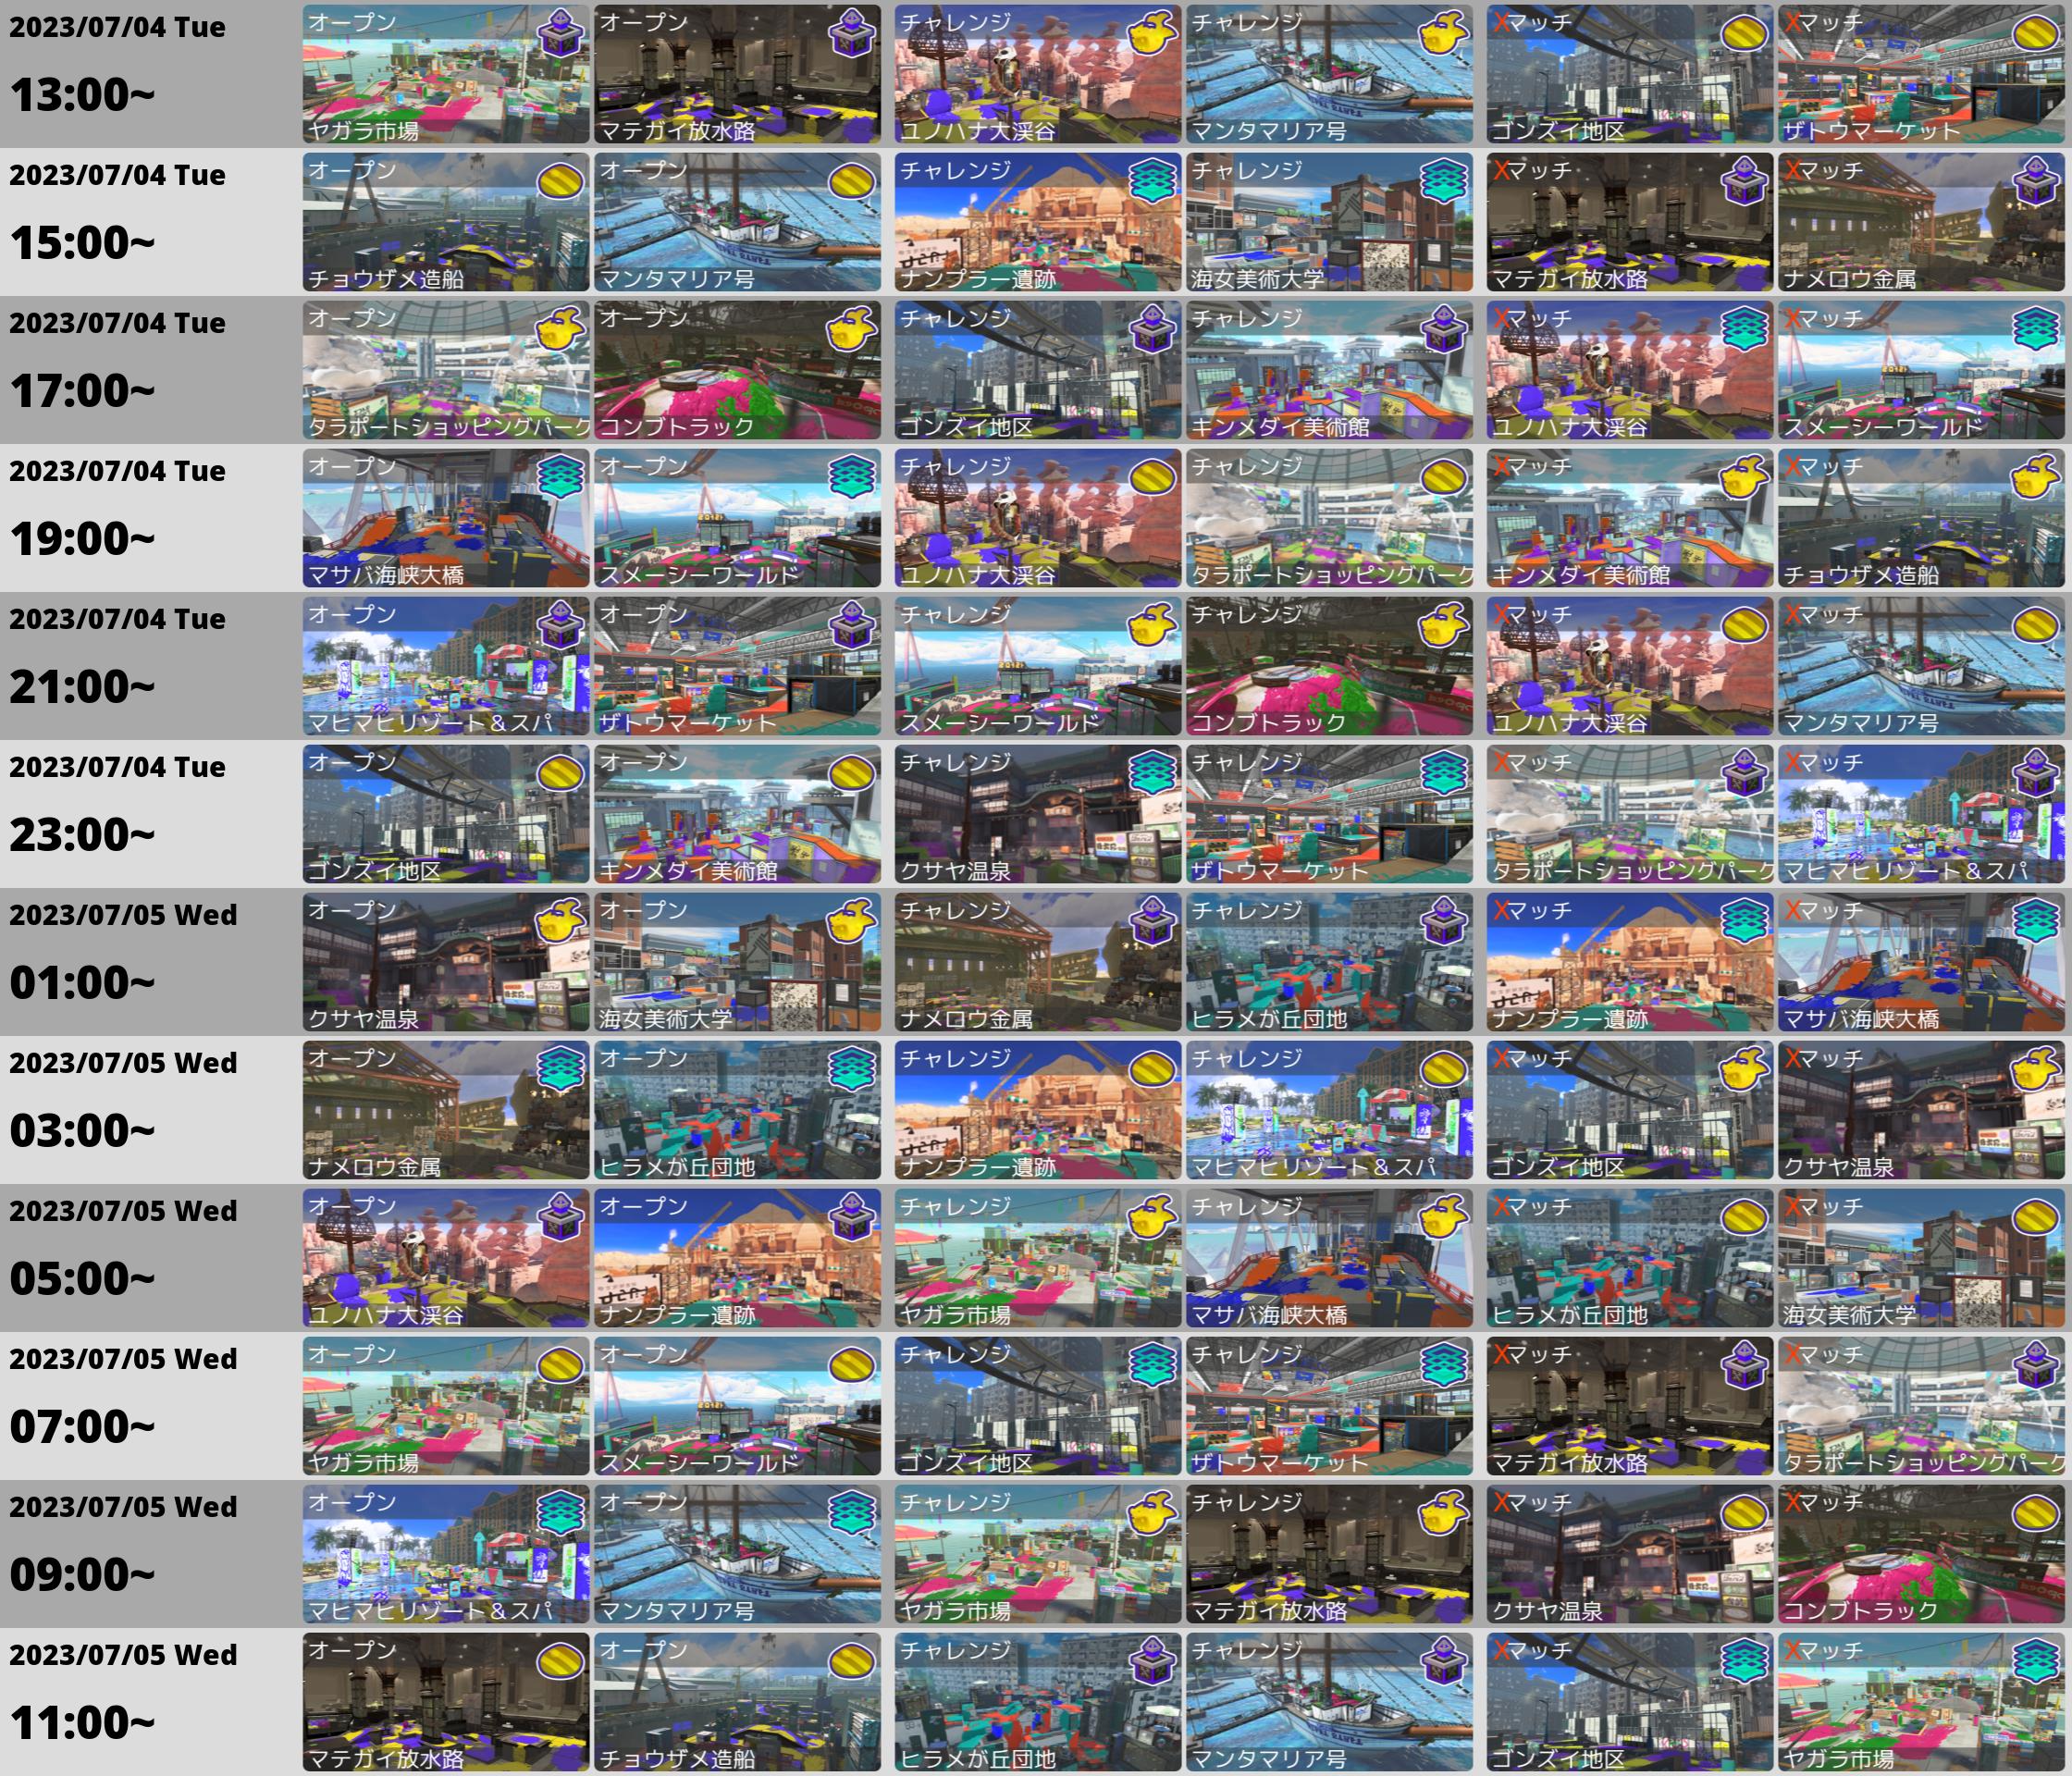 2023/07/04 Tue
13:00~
オープン オープン チャレンジ チャレンジ Xマッチ Xマッチ
ヤガラ市場 マテガイ放水路 ユノハナ大渓谷 マンタマリア号 ゴンズイ地区 ザトウマーケット
2023/07/04 Tue
15:00~
オープン オープン チャレンジ チャレンジ Xマッチ Xマッチ
チョウザメ造船 マンタマリア号 ナンプラー遺跡 海女美術大学 マテガイ放水路 ナメロウ金属
2023/07/04 Tue
17:00~
オープン オープン チャレンジ チャレンジ Xマッチ Xマッチ
タラポートショッピングパーク コンブトラック ゴンズイ地区 キンメダイ美術館 ユノハナ大渓谷 スメーシーワールド
2023/07/04 Tue
19:00~
オープン オープン チャレンジ チャレンジ Xマッチ Xマッチ
マサバ海峡大橋 スメーシーワールド ユノハナ大渓谷 タラポートショッピングパーク キンメダイ美術館 チョウザメ造船
2023/07/04 Tue
21:00~
オープン オープン チャレンジ チャレンジ Xマッチ Xマッチ
マヒマヒリゾート＆スパ ザトウマーケット スメーシーワールド コンブトラック ユノハナ大渓谷 マンタマリア号
2023/07/04 Tue
23:00~
オープン オープン チャレンジ チャレンジ Xマッチ Xマッチ
ゴンズイ地区 キンメダイ美術館 クサヤ温泉 ザトウマーケット タラポートショッピングパーク マヒマヒリゾート＆スパ
2023/07/05 Wed
01:00~
オープン オープン チャレンジ チャレンジ Xマッチ Xマッチ
クサヤ温泉 海女美術大学 ナメロウ金属 ヒラメが丘団地 ナンプラー遺跡 マサバ海峡大橋
2023/07/05 Wed
03:00~
オープン オープン チャレンジ チャレンジ Xマッチ Xマッチ
ナメロウ金属 ヒラメが丘団地 ナンプラー遺跡 マヒマヒリゾート＆スパ ゴンズイ地区 クサヤ温泉
2023/07/05 Wed
05:00~
オープン オープン チャレンジ チャレンジ Xマッチ Xマッチ
ユノハナ大渓谷 ナンプラー遺跡 ヤガラ市場 マサバ海峡大橋 ヒラメが丘団地 海女美術大学
2023/07/05 Wed
07:00~
オープン オープン チャレンジ チャレンジ Xマッチ Xマッチ
ヤガラ市場 スメーシーワールド ゴンズイ地区 ザトウマーケット マテガイ放水路 タラポートショッピングパーク
2023/07/05 Wed
09:00~
オープン オープン チャレンジ チャレンジ Xマッチ Xマッチ
マヒマヒリゾート＆スパ マンタマリア号 ヤガラ市場 マテガイ放水路 クサヤ温泉 コンブトラック
2023/07/05 Wed
11:00~
オープン オープン チャレンジ チャレンジ Xマッチ Xマッチ
マテガイ放水路 チョウザメ造船 ヒラメが丘団地 マンタマリア号 ゴンズイ地区 ヤガラ市場